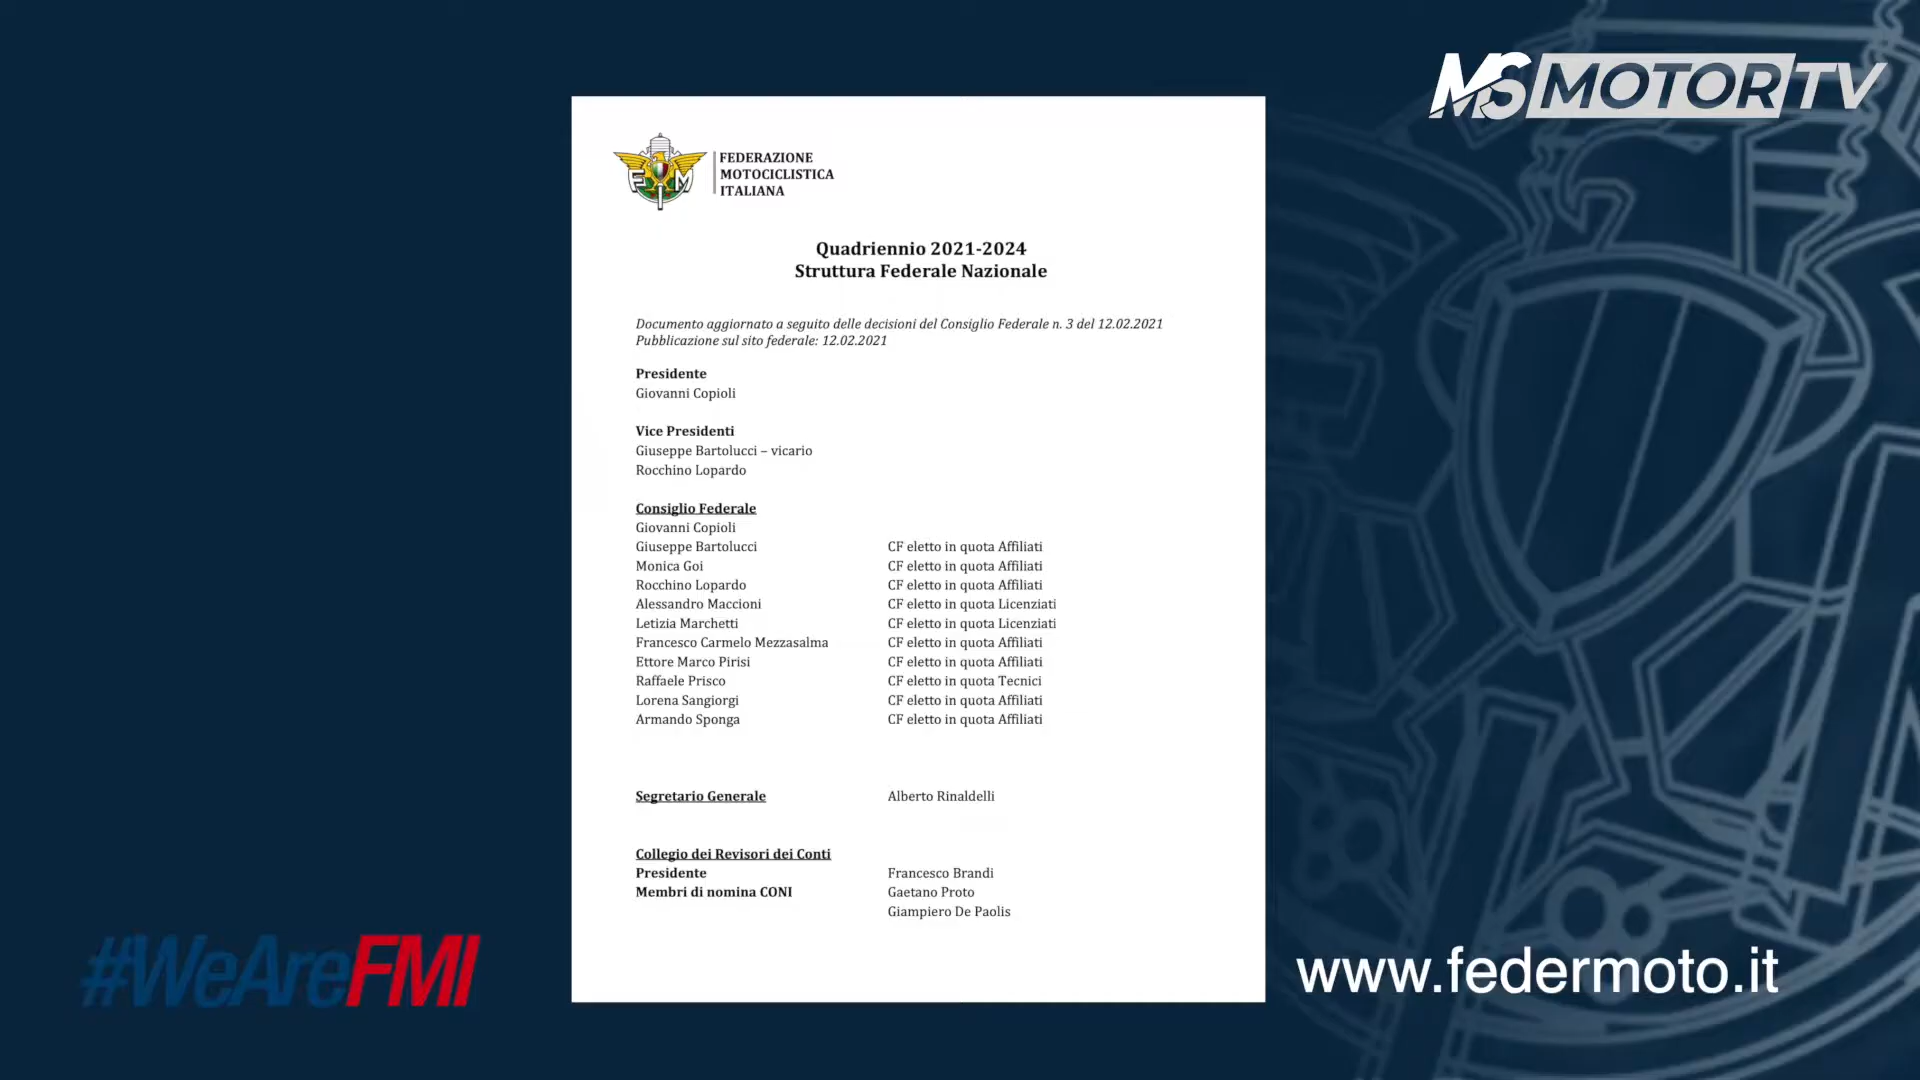 MS MOTOR TV
FM
FEDERAZIONE
MOTOCICLISTICA
ITALIANA
Quadriennio 2021-2024
Struttura Federale Nazionale
Documento aggiornato a seguito delle decisioni del Consiglio Federale n. 3 del 12.02.2021
Pubblicazione sul sito federale: 12.02.2021
Presidente
Giovanni Copioli
Vice Presidenti
Giuseppe Bartolucci – vicario
Rocchino Lopardo
Consiglio Federale
Giovanni Copioli
Giuseppe Bartolucci CF eletto in quota Affiliati
Monica Goi CF eletto in quota Affiliati
Rocchino Lopardo CF eletto in quota Affiliati
Alessandro Maccioni CF eletto in quota Licenziati
Letizia Marchetti CF eletto in quota Licenziati
Francesco Carmelo Mezzasalma CF eletto in quota Affiliati
Ettore Marco Pirisi CF eletto in quota Affiliati
Raffaele Prisco CF eletto in quota Tecnici
Lorena Sangiorgi CF eletto in quota Affiliati
Armando Sponga CF eletto in quota Affiliati
Segretario Generale Alberto Rinaldelli
Collegio dei Revisori dei Conti
Presidente Francesco Brandi
Membri di nomina CONI Gaetano Proto
Giampiero De Paolis
#WeAreFMI
www.federmoto.it